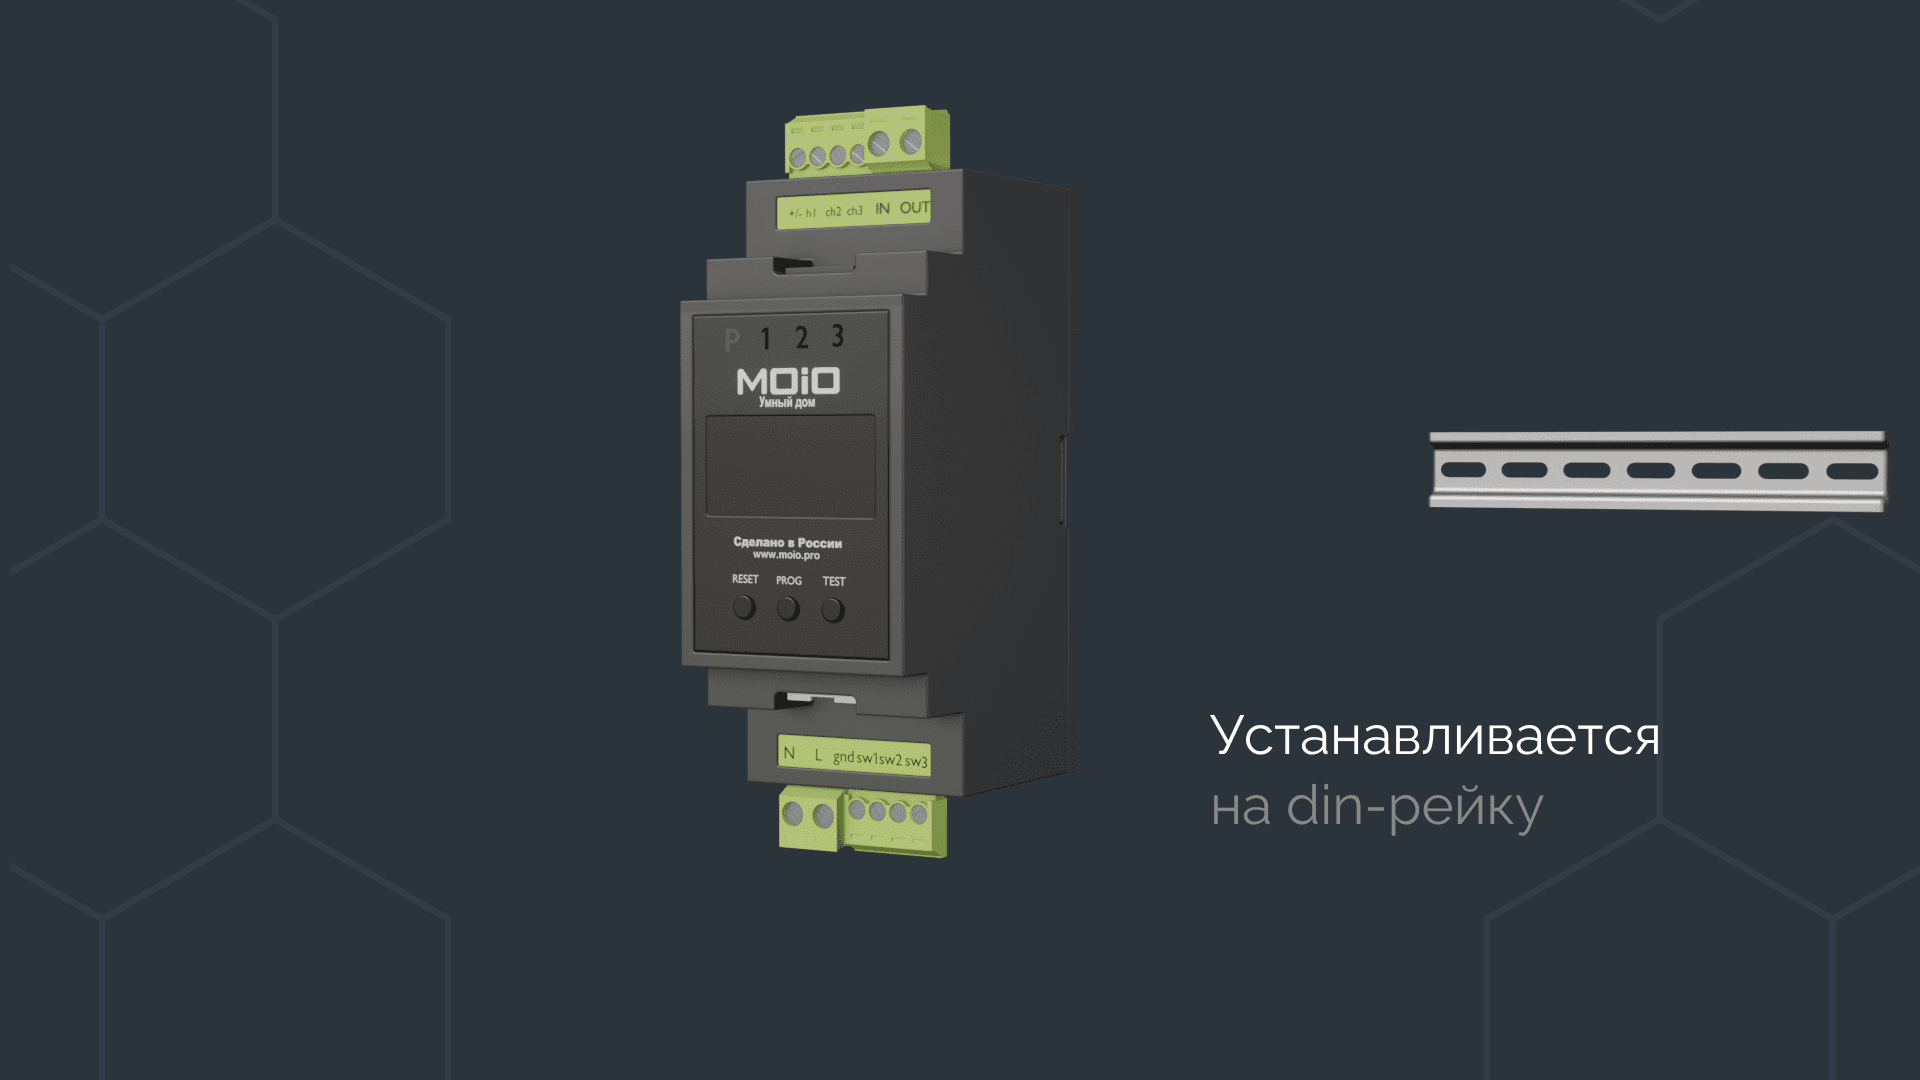 +/- h1 ch2 ch3 IN OUT
P 1 2 3
MOiO
Умный дом
Сделано в России
www.moio.pro
RESET PROG TEST
N L gnd sw1 sw2 sw3
Устанавливается
на din-рейку